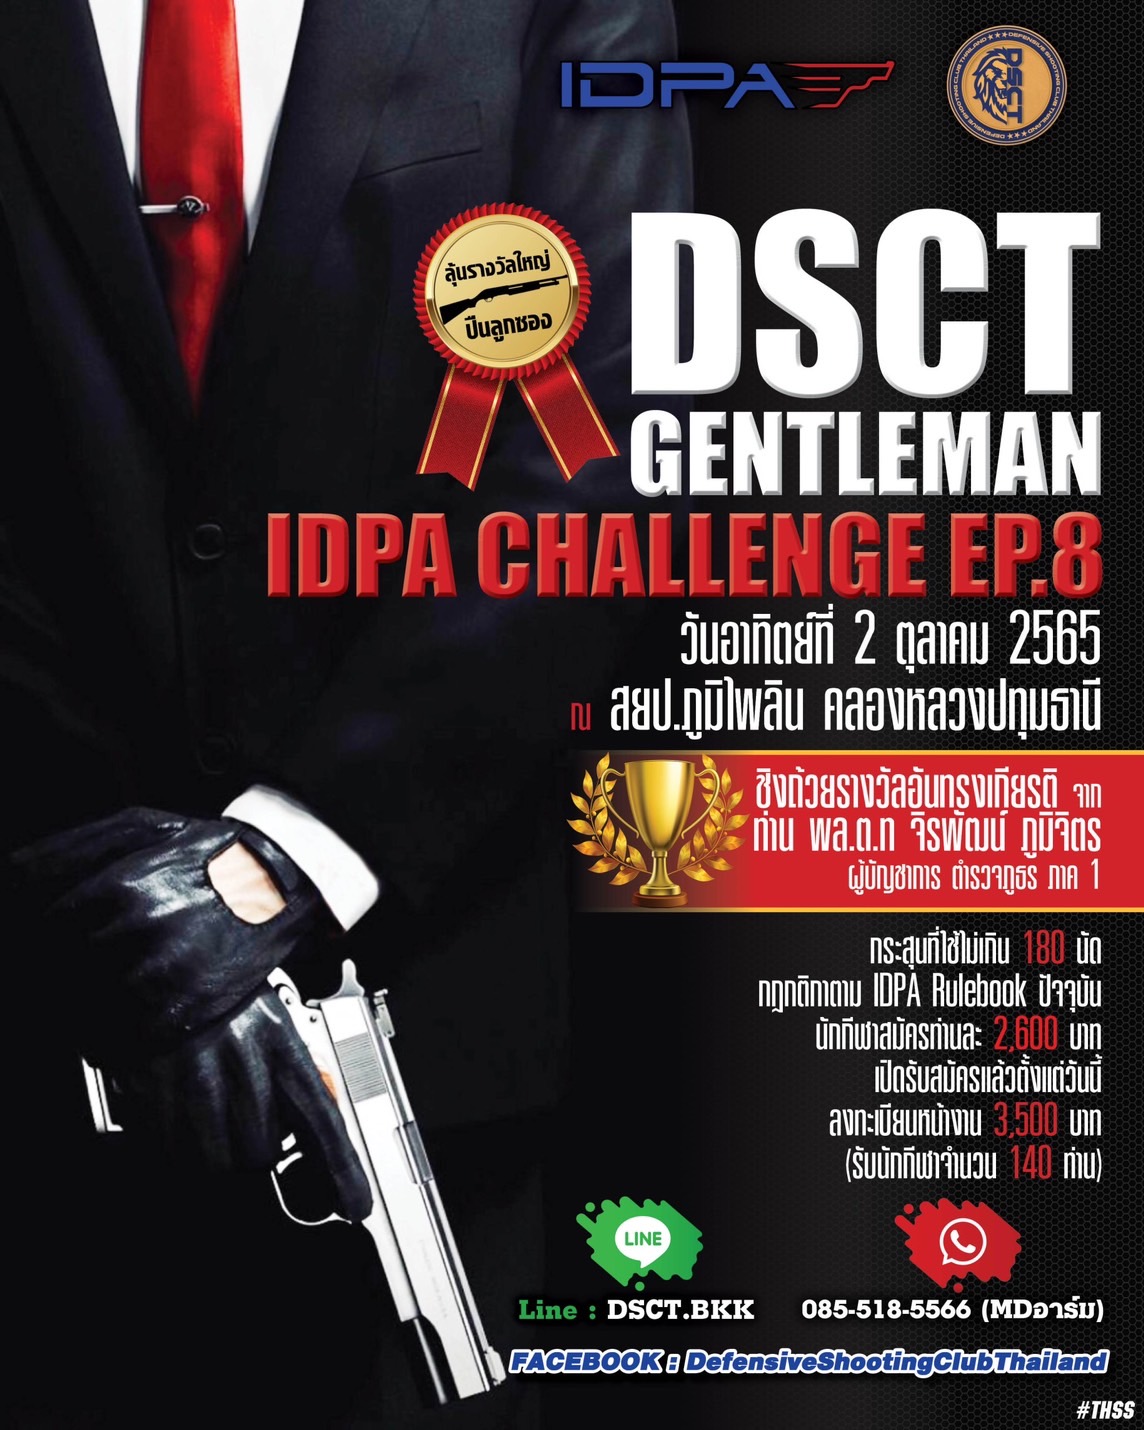 IDPA
DEFENSIVE SHOOTING CLUB THAILAND ★★★ DEFENSIVE SHOOTING CLUB THAILAND ★★★
DSCT
ลุ้นรางวัลใหญ่
ปืนลูกซอง
DSCT
GENTLEMAN
IDPA CHALLENGE EP.8
วันอาทิตย์ที่ 2 ตุลาคม 2565
ณ สยป.ภูมิไพลิน คลองหลวงปทุมธานี
ชิงถ้วยรางวัลอันทรงเกียรติ จาก
ท่าน พล.ต.ท จิรพัฒน์ ภูมิจิตร
ผู้บัญชาการ ตำรวจภูธร ภาค 1
กระสุนที่ใช้ไม่เกิน 180 นัด
กฎกติกาตาม IDPA Rulebook ปัจจุบัน
นักกีฬาสมัครท่านละ 2,600 บาท
เปิดรับสมัครแล้วตั้งแต่วันนี้
ลงทะเบียนหน้างาน 3,500 บาท
(รับนักกีฬาจำนวน 140 ท่าน)
LINE
Line : DSCT.BKK
085-518-5566 (MDอาร์ม)
FACEBOOK : DefensiveShootingClubThailand
#THSS